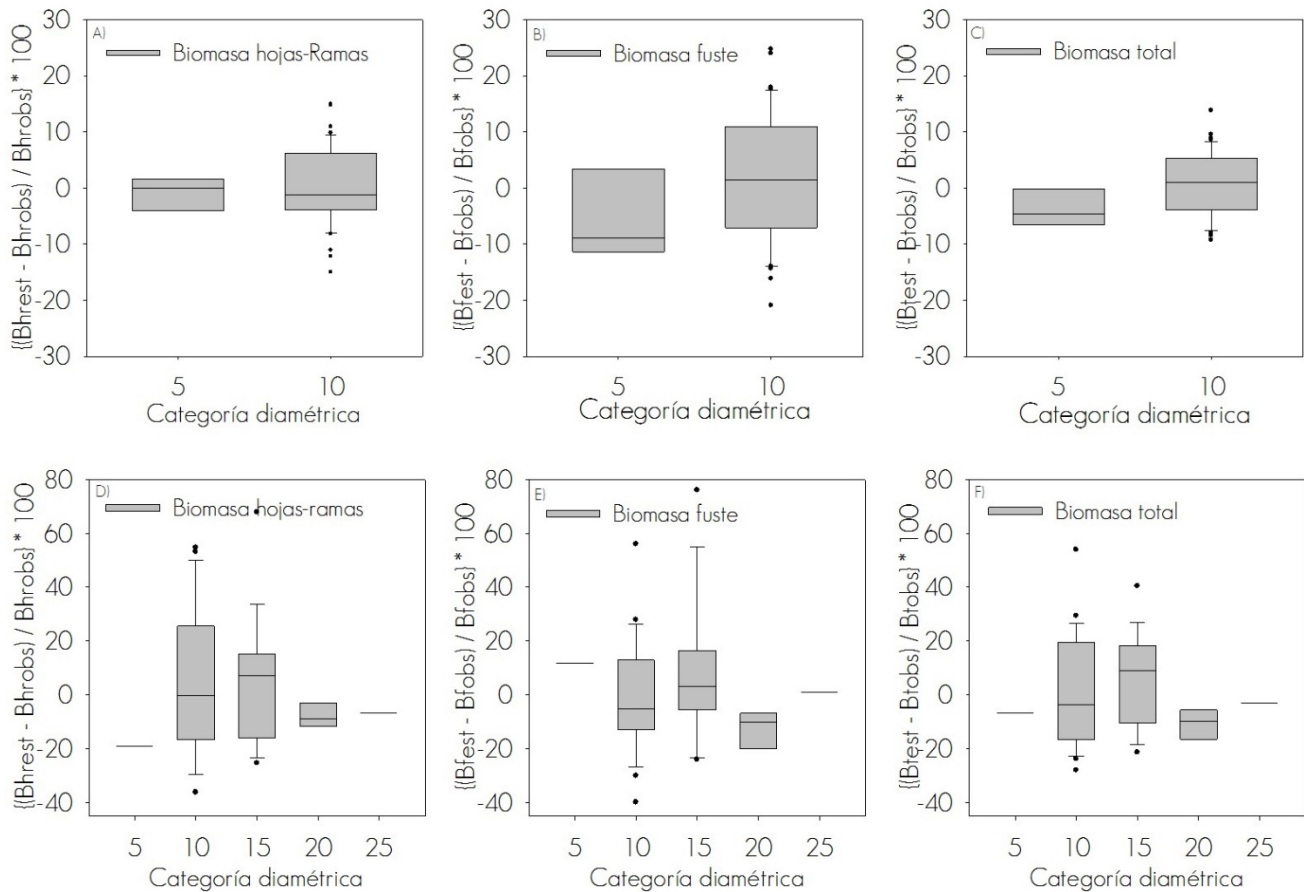 A)
Biomasa hojas-Ramas
30
20
10
0
-10
-20
-30
{(Bhrest - Bhrobs) / Bhrobs} * 100
5 10
Categoría diamétrica
B)
Biomasa fuste
30
20
10
0
-10
-20
-30
{(Bfest - Bfobs) / Bfobs} * 100
5 10
Categoría diamétrica
C)
Biomasa total
30
20
10
0
-10
-20
-30
{(Btest - Btobs) / Btobs} * 100
5 10
Categoría diamétrica
D)
Biomasa hojas-ramas
80
60
40
20
0
-20
-40
{(Bhrest - Bhrobs) / Bhrobs} * 100
5 10 15 20 25
Categoría diamétrica
E)
Biomasa fuste
80
60
40
20
0
-20
-40
{(Bfest - Bfobs) / Bfobs} * 100
5 10 15 20 25
Categoría diamétrica
F)
Biomasa total
80
60
40
20
0
-20
-40
{(Btest - Btobs) / Btobs} * 100
5 10 15 20 25
Categoría diamétrica